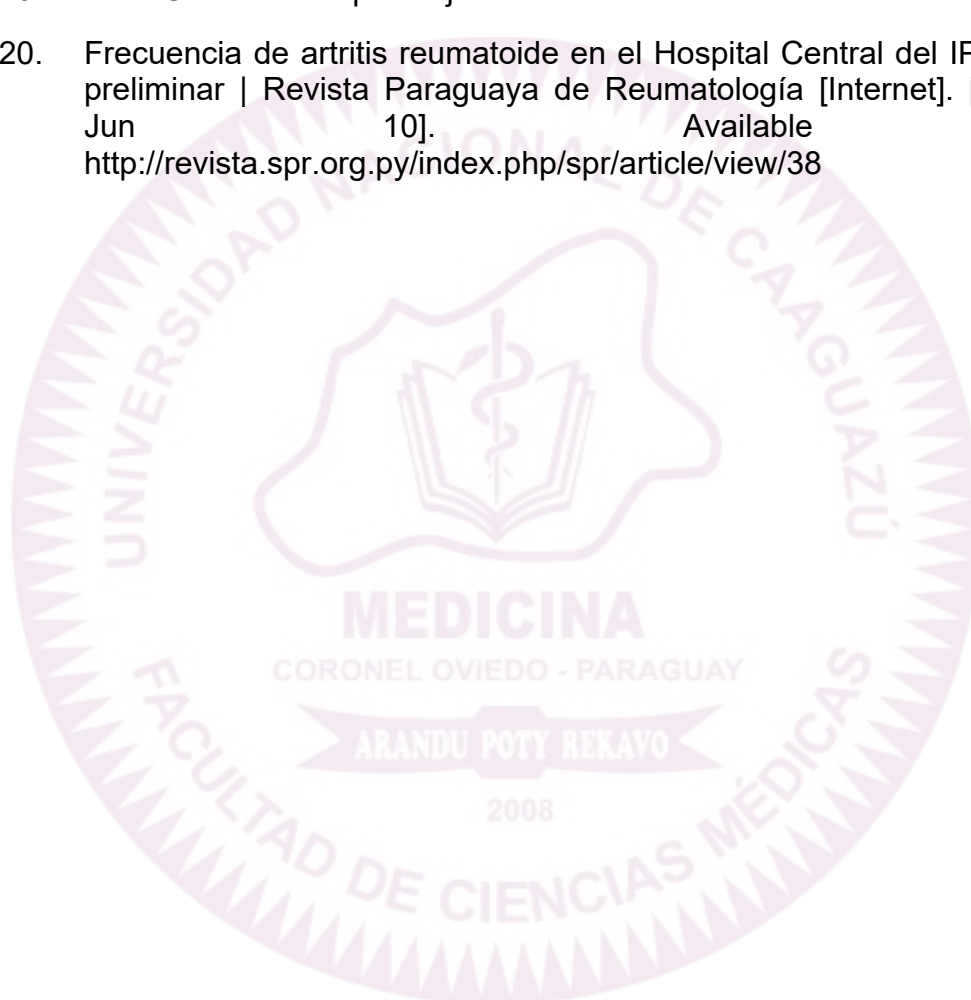 20. Frecuencia de artritis reumatoide en el Hospital Central del
preliminar | Revista Paraguaya de Reumatología [Internet].
Jun 10]. Available
http://revista.spr.org.py/index.php/spr/article/view/38
UNIVERSIDAD NACIONAL DE CAAGUAZÚ
MEDICINA
CORONEL OVIEDO - PARAGUAY
ARANDU POTY REKAVO
2008
FACULTAD DE CIENCIAS MÉDICAS